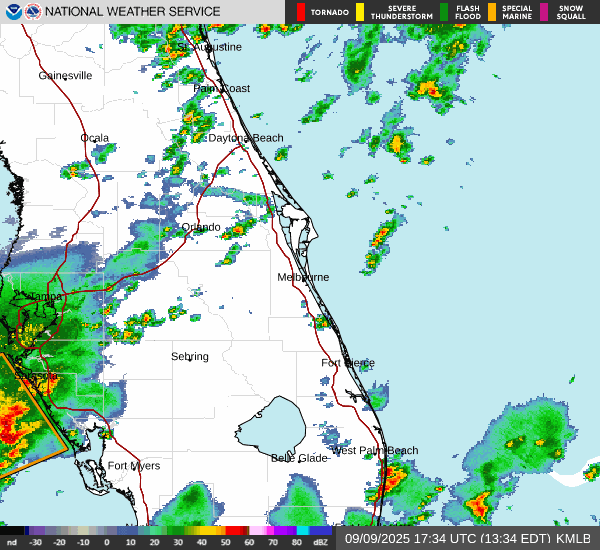 NATIONAL WEATHER SERVICE
TORNADO
SEVERE
THUNDERSTORM
FLASH
FLOOD
SPECIAL
MARINE
SNOW
SQUALL
St. Augustine
Gainesville
Palm Coast
Ocala
Daytona Beach
Orlando
Melbourne
Tampa
Sebring
Fort Pierce
West Palm Beach
Belle Glade
Fort Myers
nd -30 -20 -10 0 10 20 30 40 50 60 70 80 dBZ
09/09/2025 17:34 UTC (13:34 EDT) KMLB